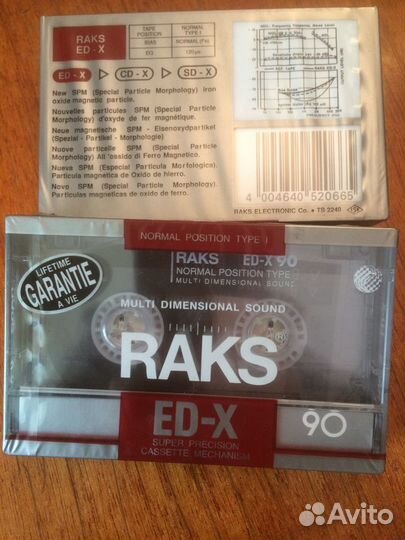 RAKS
ED - X
TAPE POSITION NORMAL TYPE I
BIAS NORMAL (Fe)
EQ 120μs
ED - X CD - X SD - X
New SPM (Special Particle Morphology) iron
oxide magnetic particle.
Nouvelles particules SPM (Special Particle
Morphology) d'oxyde de fer magnétique.
Neue magnetische SPM - Eisenoxydpartikel
(Spezial - Partikel - Morphologie)
Nuove particelle SPM (Special Particle
Morphology) All 'ossido di Ferro Magnetico.
Nueva SPM (Especial Particula Morfologica).
Particula magnetica de Oxido de hierro.
Novo SPM (Special Particle Morphology).
Particulas magneticas de Oxido de Ferro.
4 004640 520665
RAKS ELECTRONIC Co. • TS 2240
NORMAL POSITION TYPE I
LIFETIME
GARANTIE
A VIE
RAKS ED-X 90
NORMAL POSITION TYPE I
MULTI DIMENSIONAL SOUND
MULTI DIMENSIONAL SOUND
RAKS
ED-X
90
SUPER PRECISION
CASSETTE MECHANISM
Avito